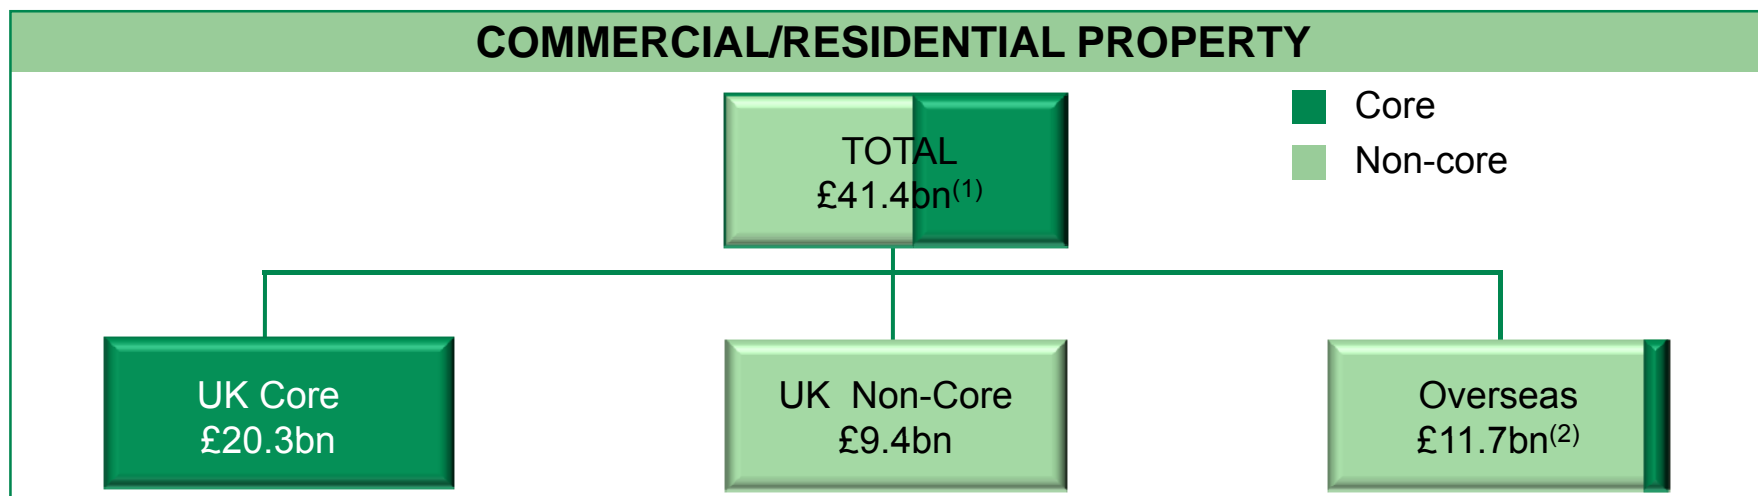 COMMERCIAL/RESIDENTIAL PROPERTY
TOTAL
£41.4bn(1)
Core
Non-core
UK Core
£20.3bn
UK Non-Core
£9.4bn
Overseas
£11.7bn(2)